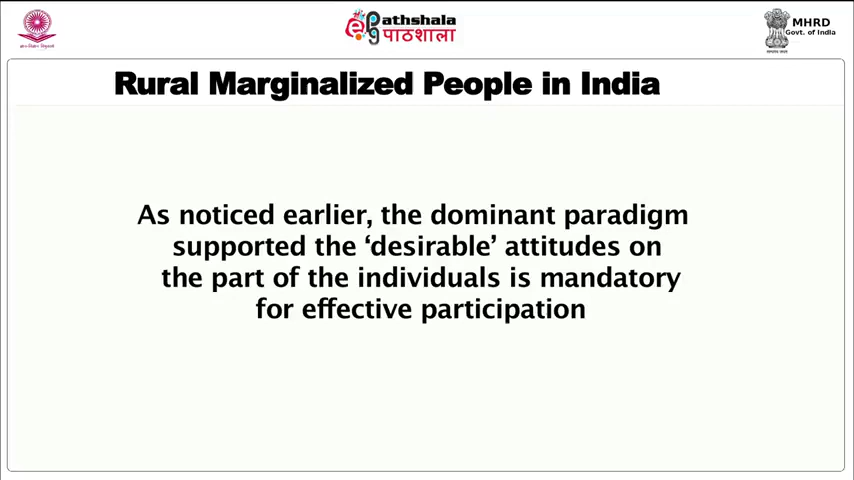 Pathshala
पाठशाला
MHRD
Govt. of India
Rural Marginalized People in India
As noticed earlier, the dominant paradigm
supported the ‘desirable’ attitudes on
the part of the individuals is mandatory
for effective participation